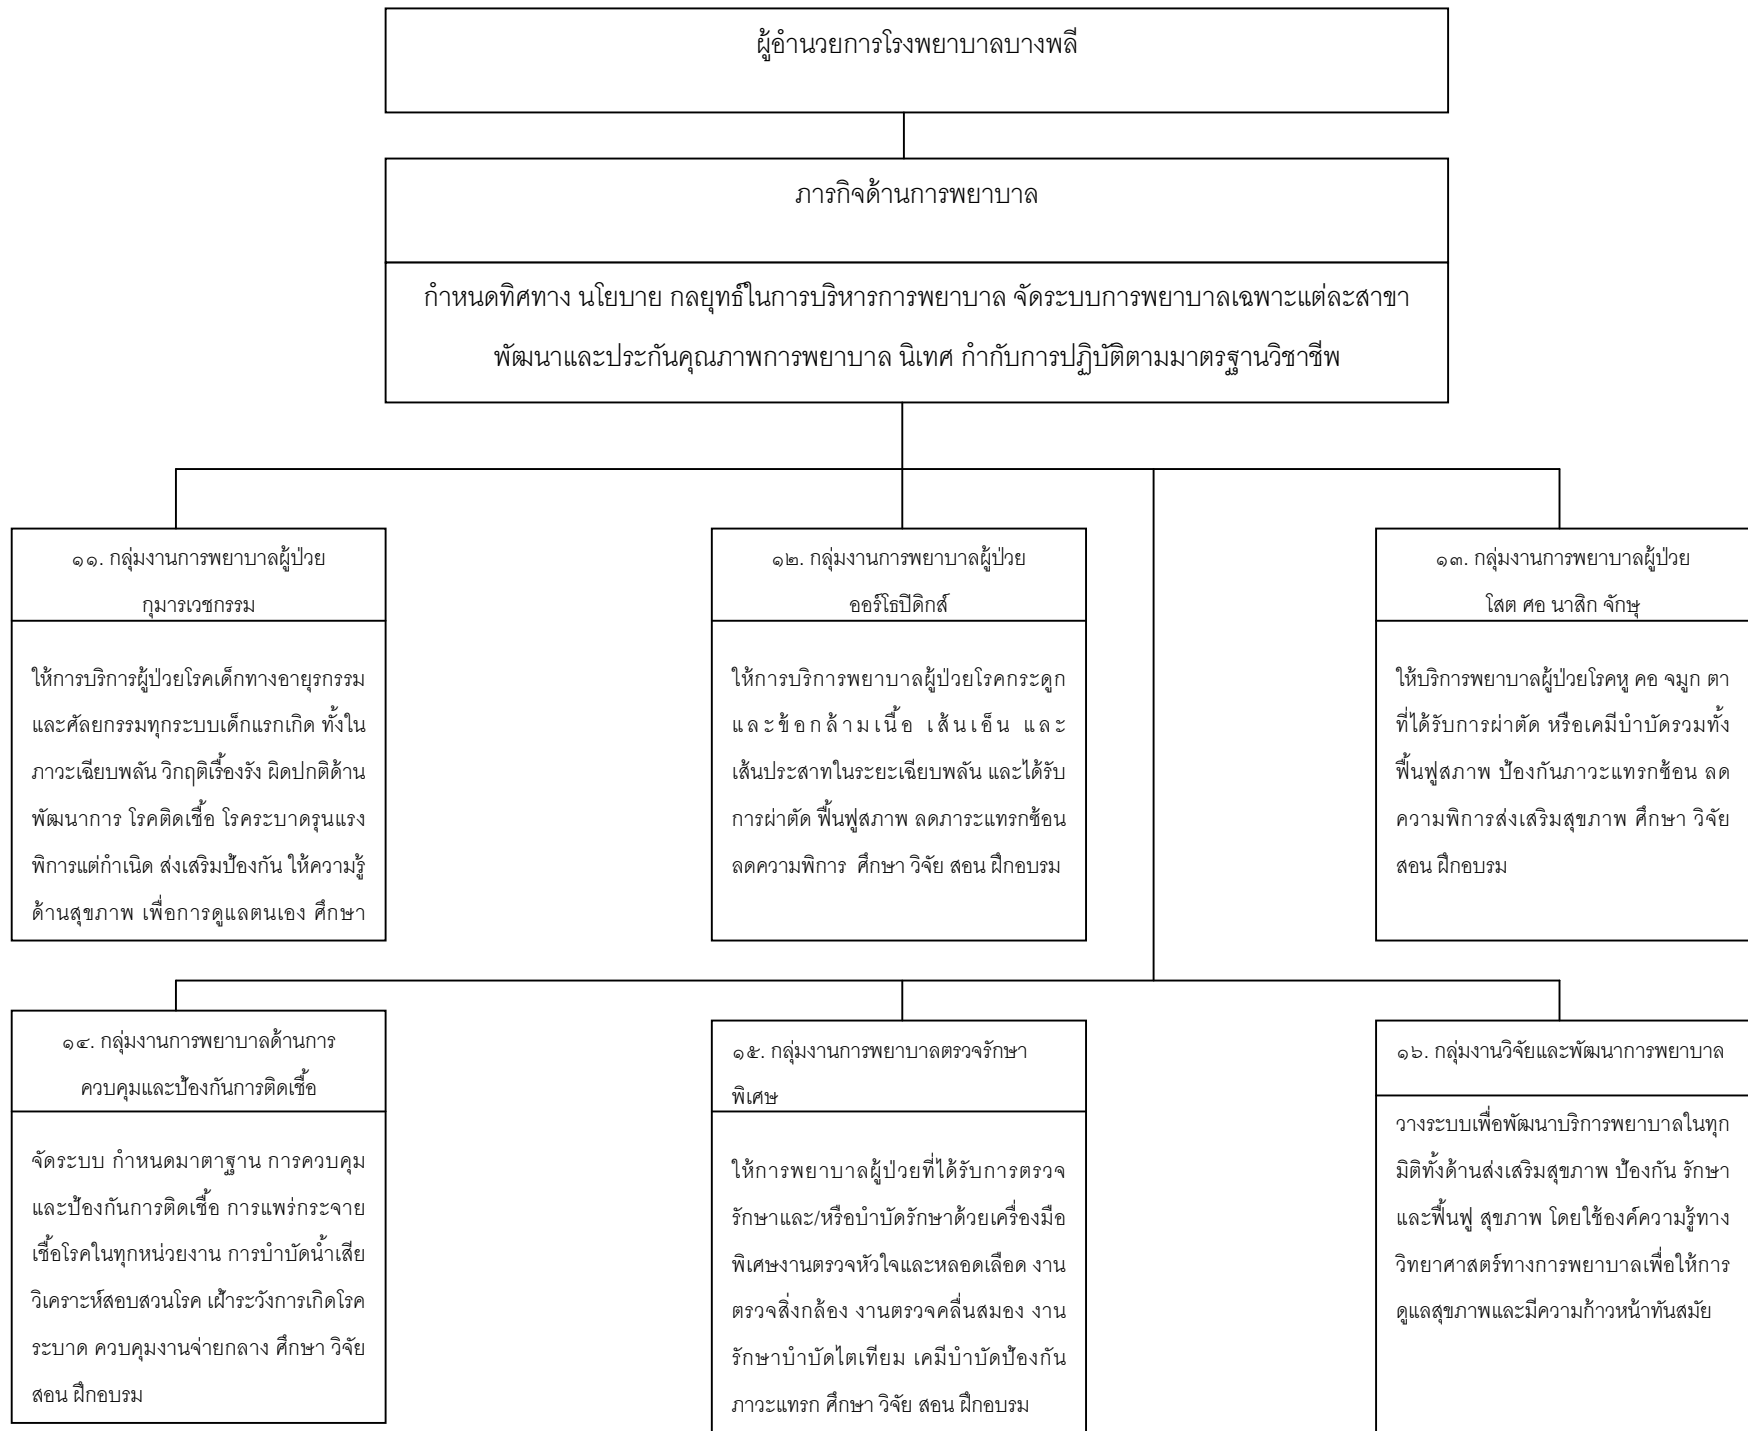 ผู้อำนวยการโรงพยาบาลบางพลี
ภารกิจด้านการพยาบาล
กำหนดทิศทาง นโยบาย กลยุทธ์ในการบริหารการพยาบาล จัดระบบการพยาบาลเฉพาะแต่ละสาขา
พัฒนาและประกันคุณภาพการพยาบาล นิเทศ กำกับการปฏิบัติตามมาตรฐานวิชาชีพ
๑๑. กลุ่มงานการพยาบาลผู้ป่วย
กุมารเวชกรรม
ให้การบริการผู้ป่วยโรคเด็กทางอายุรกรรม
และศัลยกรรมทุกระบบเด็กแรกเกิด ทั้งใน
ภาวะเฉียบพลัน วิกฤติเรื้องรัง ผิดปกติด้าน
พัฒนาการ โรคติดเชื้อ โรคระบาดรุนแรง
พิการแต่กำเนิด ส่งเสริมป้องกัน ให้ความรู้
ด้านสุขภาพ เพื่อการดูแลตนเอง ศึกษา
๑๒. กลุ่มงานการพยาบาลผู้ป่วย
ออร์โธปิดิกส์
ให้การบริการพยาบาลผู้ป่วยโรคกระดูก
และข้อกล้ามเนื้อ เส้นเอ็น และ
เส้นประสาทในระยะเฉียบพลัน และได้รับ
การผ่าตัด ฟื้นฟูสภาพ ลดภาระแทรกซ้อน
ลดความพิการ ศึกษา วิจัย สอน ฝึกอบรม
๑๓. กลุ่มงานการพยาบาลผู้ป่วย
โสต ศอ นาสิก จักษุ
ให้บริการพยาบาลผู้ป่วยโรคหู คอ จมูก ตา
ที่ได้รับการผ่าตัด หรือเคมีบำบัดรวมทั้ง
ฟื้นฟูสภาพ ป้องกันภาวะแทรกซ้อน ลด
ความพิการส่งเสริมสุขภาพ ศึกษา วิจัย
สอน ฝึกอบรม
๑๔. กลุ่มงานการพยาบาลด้านการ
ควบคุมและป้องกันการติดเชื้อ
จัดระบบ กำหนดมาตาฐาน การควบคุม
และป้องกันการติดเชื้อ การแพร่กระจาย
เชื้อโรคในทุกหน่วยงาน การบำบัดน้ำเสีย
วิเคราะห์สอบสวนโรค เฝ้าระวังการเกิดโรค
ระบาด ควบคุมงานจ่ายกลาง ศึกษา วิจัย
สอน ฝึกอบรม
๑๕. กลุ่มงานการพยาบาลตรวจรักษา
พิเศษ
ให้การพยาบาลผู้ป่วยที่ได้รับการตรวจ
รักษาและ/หรือบำบัดรักษาด้วยเครื่องมือ
พิเศษงานตรวจหัวใจและหลอดเลือด งาน
ตรวจสิ่งกล้อง งานตรวจคลื่นสมอง งาน
รักษาบำบัดไตเทียม เคมีบำบัดป้องกัน
ภาวะแทรก ศึกษา วิจัย สอน ฝึกอบรม
๑๖. กลุ่มงานวิจัยและพัฒนาการพยาบาล
วางระบบเพื่อพัฒนาบริการพยาบาลในทุก
มิติทั้งด้านส่งเสริมสุขภาพ ป้องกัน รักษา
และฟื้นฟู สุขภาพ โดยใช้องค์ความรู้ทาง
วิทยาศาสตร์ทางการพยาบาลเพื่อให้การ
ดูแลสุขภาพและมีความก้าวหน้าทันสมัย